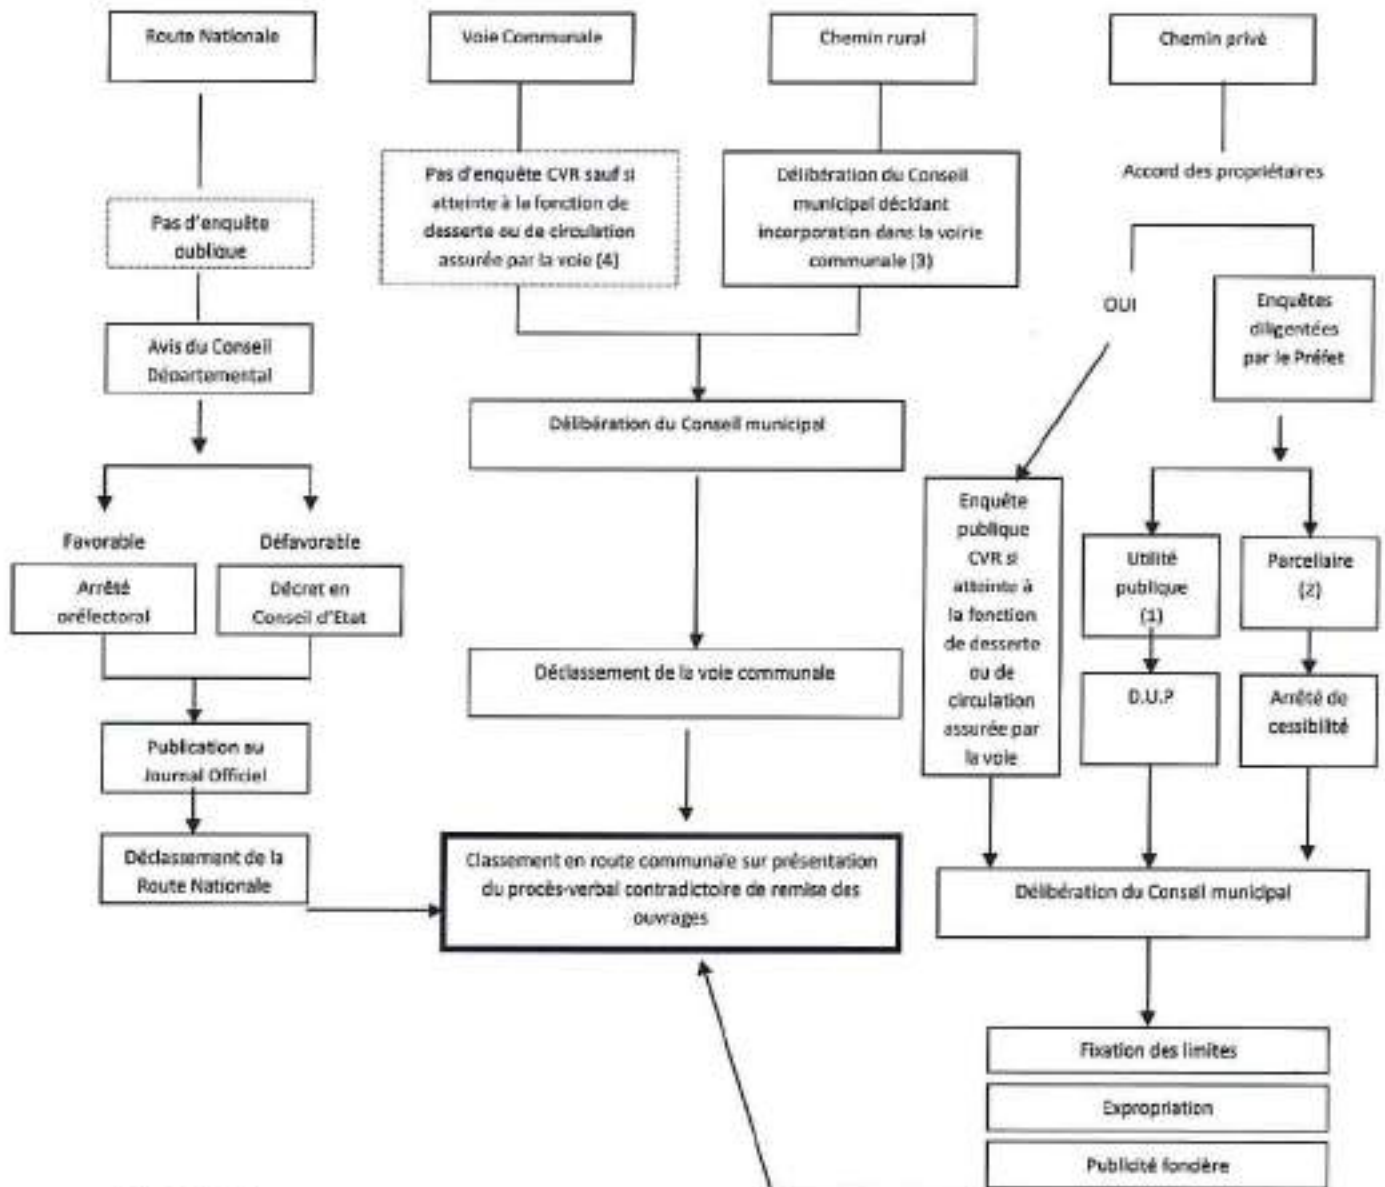 Route Nationale
Voie Communale
Chemin rural
Chemin privé
Pas d'enquête
publique
Pas d'enquête CVR sauf si
atteinte à la fonction de
desserte ou de circulation
assurée par la voie (4)
Délibération du Conseil
municipal décidant
incorporation dans la voirie
communale (3)
Accord des propriétaires
OUI
Enquêtes
diligentées
par le Préfet
Avis du Conseil
Départemental
Délibération du Conseil municipal
Favorable
Défavorable
Arrêté
préfectoral
Décret en
Conseil d'Etat
Enquête
publique
CVR si
atteinte à
la fonction
de desserte
ou de
circulation
assurée par
la voie
Utilité
publique
(1)
Parcellaire
(2)
Déclassement de la voie communale
D.U.P
Arrêté de
cessibilité
Publication au
Journal Officiel
Déclassement de la
Route Nationale
Classement en route communale sur présentation
du procès-verbal contradictoire de remise des
ouvrages
Délibération du Conseil municipal
Fixation des limites
Expropriation
Publicité foncière